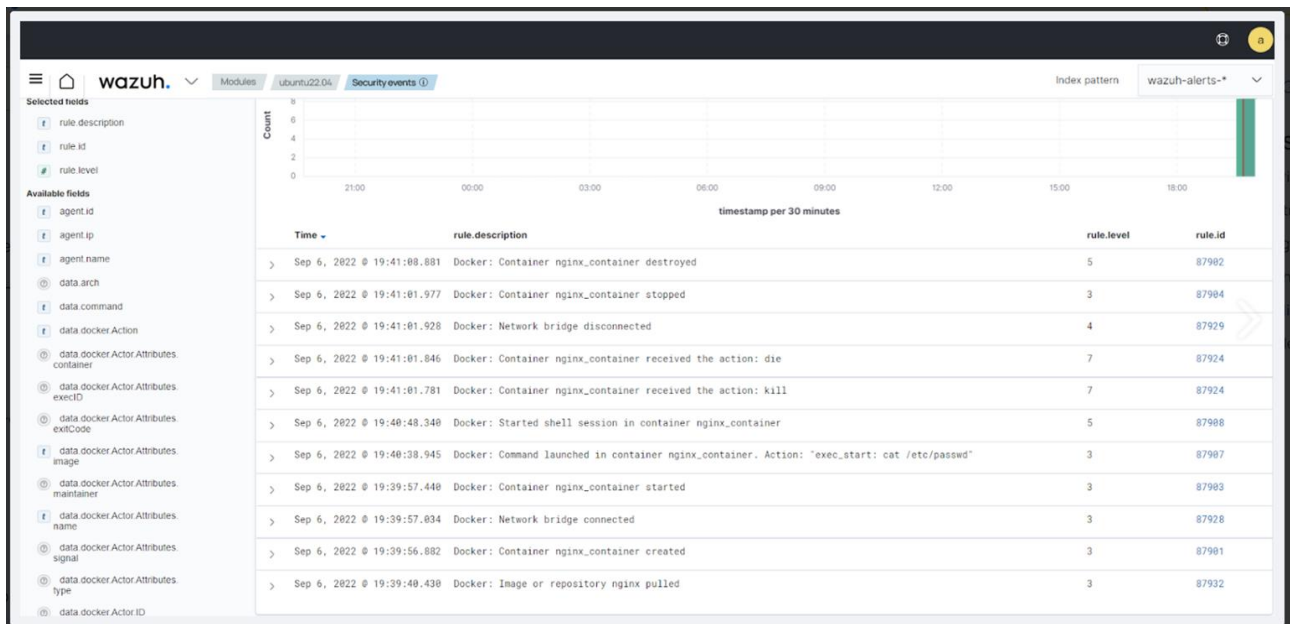 a
wazuh. Modules ubuntu22.04 Security events Index pattern wazuh-alerts-*
Selected fields
t rule.description
t rule.id
# rule.level
Available fields
t agent.id
t agent.ip
t agent.name
data.arch
t data.command
t data.docker.Action
data.docker.Actor.Attributes.
container
data.docker.Actor.Attributes.
execID
data.docker.Actor.Attributes.
exitCode
t data.docker.Actor.Attributes.
image
data.docker.Actor.Attributes.
maintainer
t data.docker.Actor.Attributes.
name
data.docker.Actor.Attributes.
signal
data.docker.Actor.Attributes.
type
data.docker.Actor.ID
Count
8
6
4
2
0
21:00 00:00 03:00 06:00 09:00 12:00 15:00 18:00
timestamp per 30 minutes
Time rule.description rule.level rule.id
Sep 6, 2022 @ 19:41:08.881 Docker: Container nginx_container destroyed 5 87902
Sep 6, 2022 @ 19:41:01.977 Docker: Container nginx_container stopped 3 87904
Sep 6, 2022 @ 19:41:01.928 Docker: Network bridge disconnected 4 87929
Sep 6, 2022 @ 19:41:01.846 Docker: Container nginx_container received the action: die 7 87924
Sep 6, 2022 @ 19:41:01.781 Docker: Container nginx_container received the action: kill 7 87924
Sep 6, 2022 @ 19:40:48.340 Docker: Started shell session in container nginx_container 5 87908
Sep 6, 2022 @ 19:40:38.945 Docker: Command launched in container nginx_container. Action: "exec_start: cat /etc/passwd" 3 87907
Sep 6, 2022 @ 19:39:57.440 Docker: Container nginx_container started 3 87903
Sep 6, 2022 @ 19:39:57.034 Docker: Network bridge connected 3 87928
Sep 6, 2022 @ 19:39:56.882 Docker: Container nginx_container created 3 87901
Sep 6, 2022 @ 19:39:40.430 Docker: Image or repository nginx pulled 3 87932